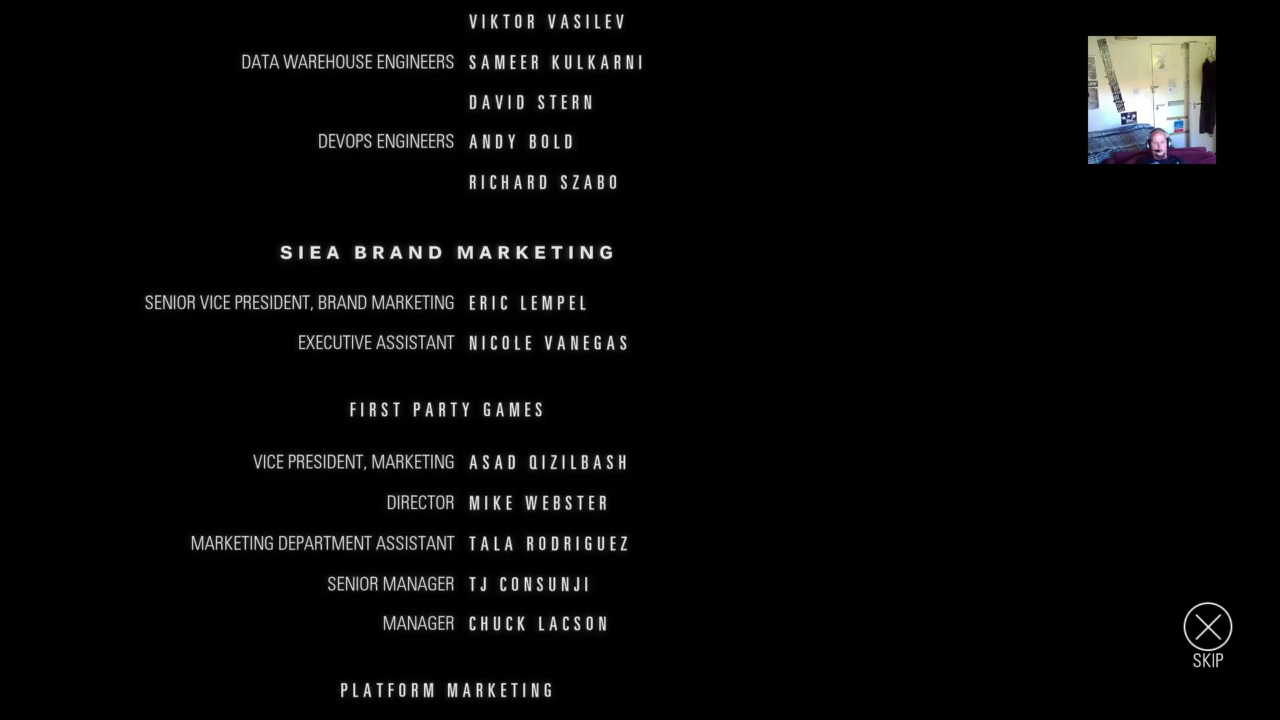 VIKTOR VASILEV
DATA WAREHOUSE ENGINEERS SAMEER KULKARNI
DAVID STERN
DEVOPS ENGINEERS ANDY BOLD
RICHARD SZABO
SIEA BRAND MARKETING
SENIOR VICE PRESIDENT, BRAND MARKETING ERIC LEMPEL
EXECUTIVE ASSISTANT NICOLE VANEGAS
FIRST PARTY GAMES
VICE PRESIDENT, MARKETING ASAD QIZILBASH
DIRECTOR MIKE WEBSTER
MARKETING DEPARTMENT ASSISTANT TALA RODRIGUEZ
SENIOR MANAGER TJ CONSUNJI
MANAGER CHUCK LACSON
SKIP
PLATFORM MARKETING